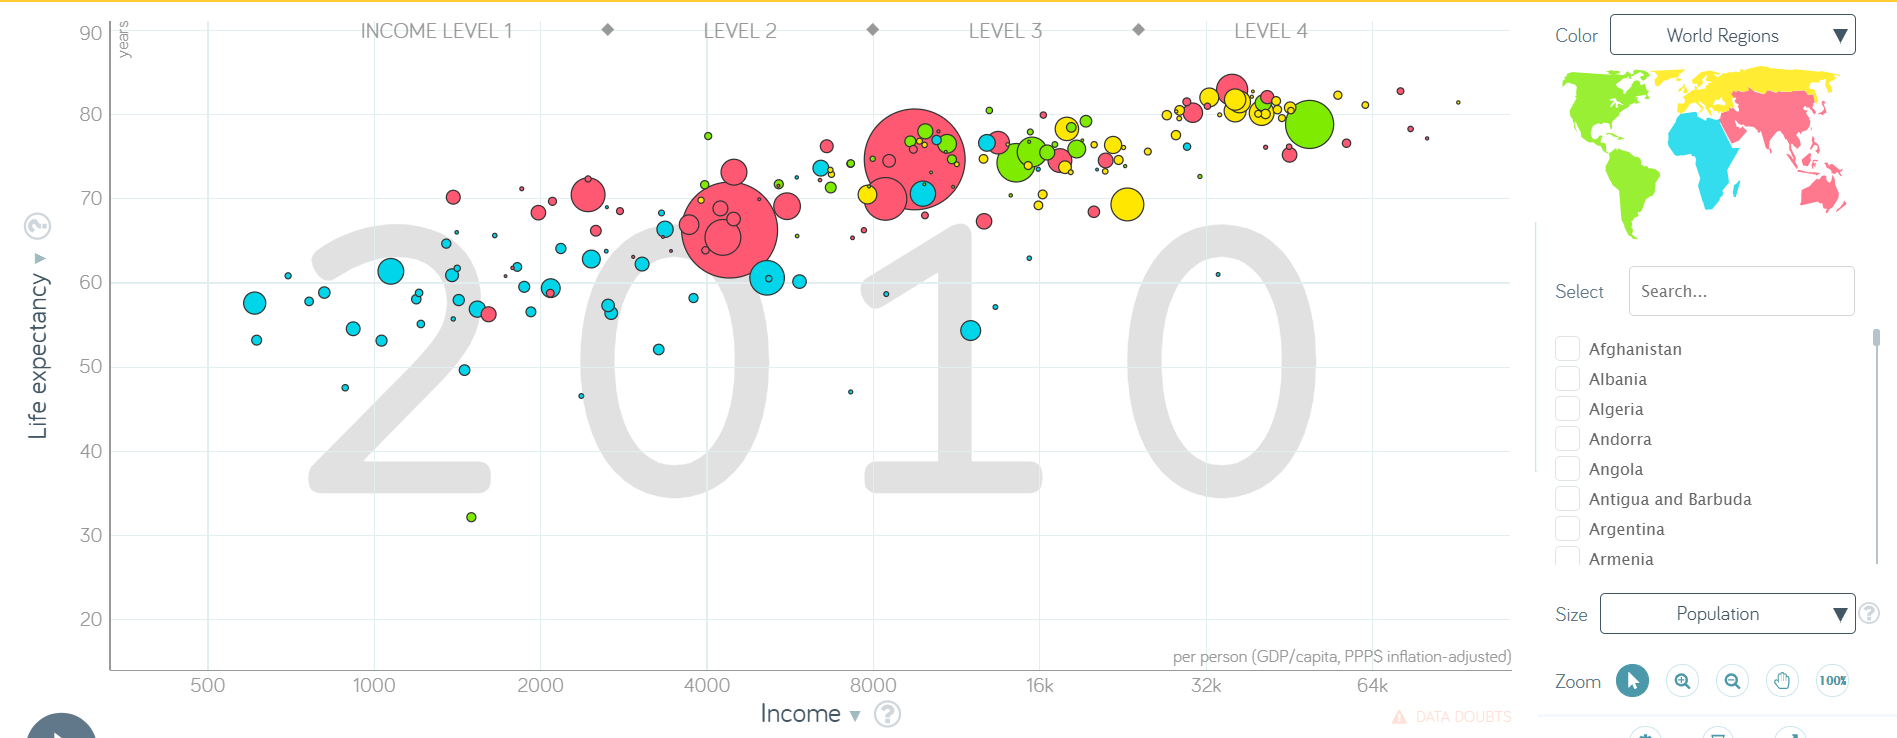 INCOME LEVEL 1
LEVEL 2
LEVEL 3
LEVEL 4
years
90
80
70
60
50
40
30
20
Life expectancy
?
2010
per person (GDP/capita, PPP$ inflation-adjusted)
500
1000
2000
4000
8000
16k
32k
64k
Income
?
DATA DOUBTS
Color
World Regions
Select
Search...
Afghanistan
Albania
Algeria
Andorra
Angola
Antigua and Barbuda
Argentina
Armenia
Size
Population
?
Zoom
100%